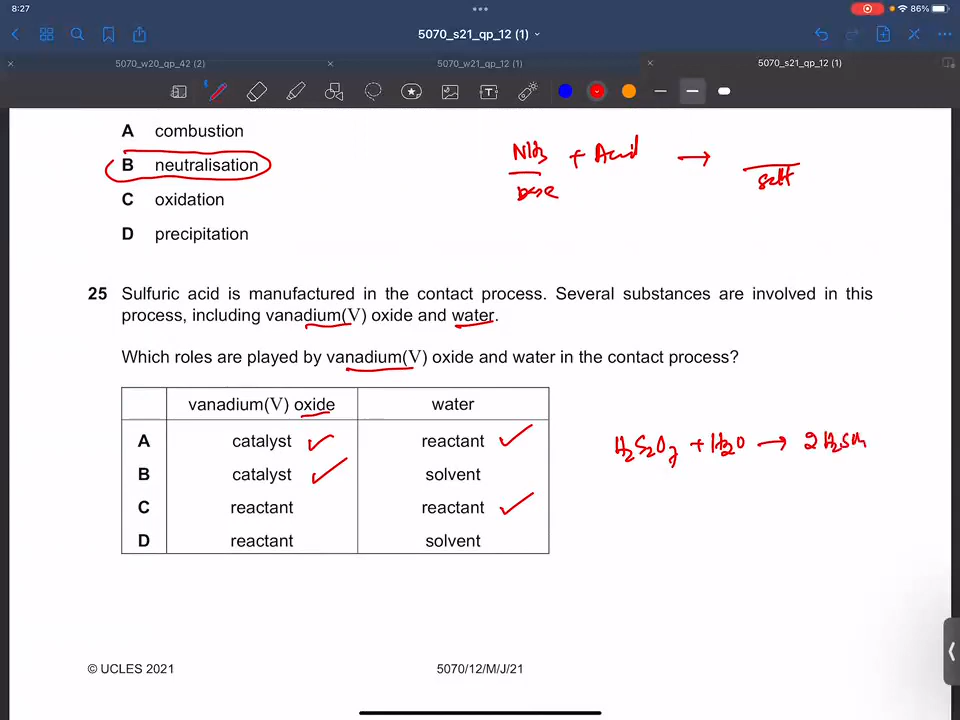 8:27
86%
5070_s21_qp_12 (1)
5070_w20_qp_42 (2)
5070_w21_qp_12 (1)
5070_s21_qp_12 (1)
A combustion
B neutralisation
C oxidation
D precipitation
NH3 + Acid →
base salt
25 Sulfuric acid is manufactured in the contact process. Several substances are involved in this
process, including vanadium(V) oxide and water.
Which roles are played by vanadium(V) oxide and water in the contact process?
vanadium(V) oxide water
A catalyst ✓ reactant ✓
B catalyst ✓ solvent
C reactant reactant ✓
D reactant solvent
H2S2O7 + H2O → 2H2SO4
© UCLES 2021 5070/12/M/J/21